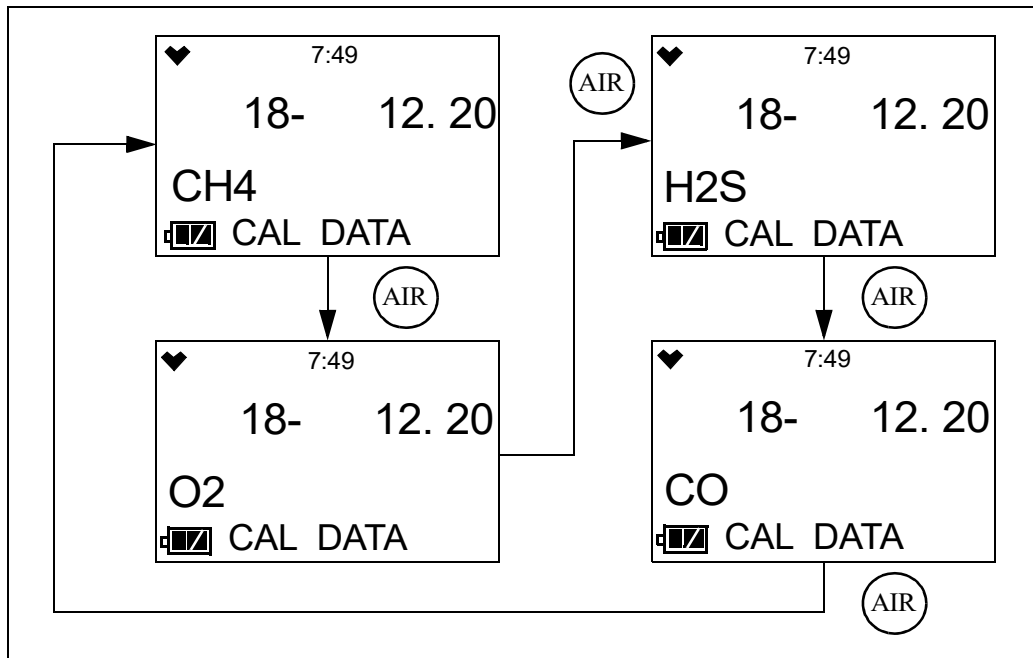 7:49
18- 12. 20
CH4
CAL DATA
AIR
7:49
18- 12. 20
O2
CAL DATA
AIR
7:49
18- 12. 20
H2S
CAL DATA
AIR
7:49
18- 12. 20
CO
CAL DATA
AIR